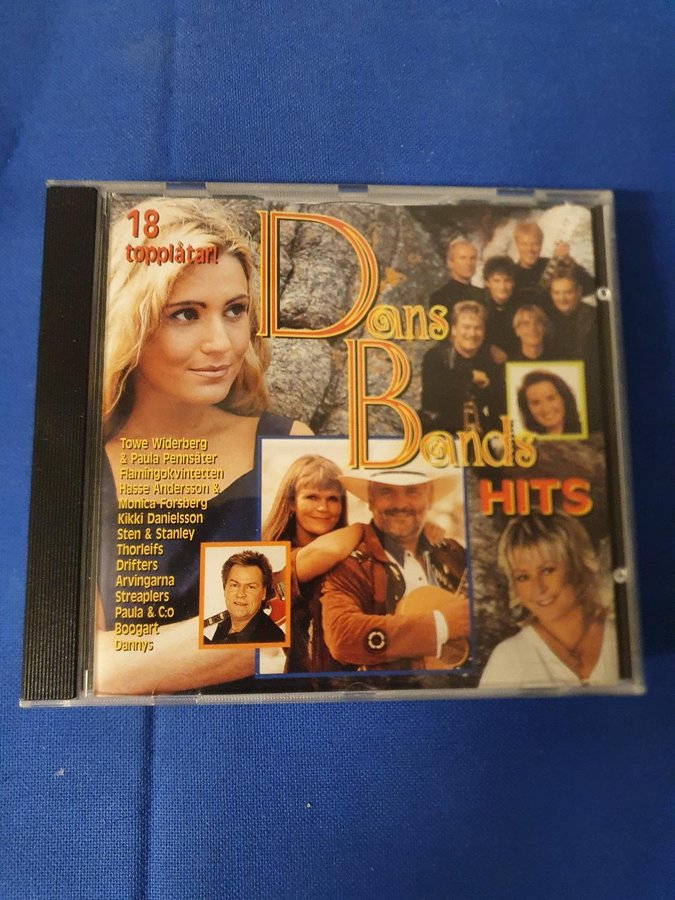 18
topplåtar!
Dans
Bands
HITS
Towe Widerberg
& Paula Pennsäter
Flamingokvintetten
Hasse Andersson &
Monica Forsberg
Kikki Danielsson
Sten & Stanley
Thorleifs
Drifters
Arvingarna
Streaplers
Paula & C:o
Boogart
Dannys